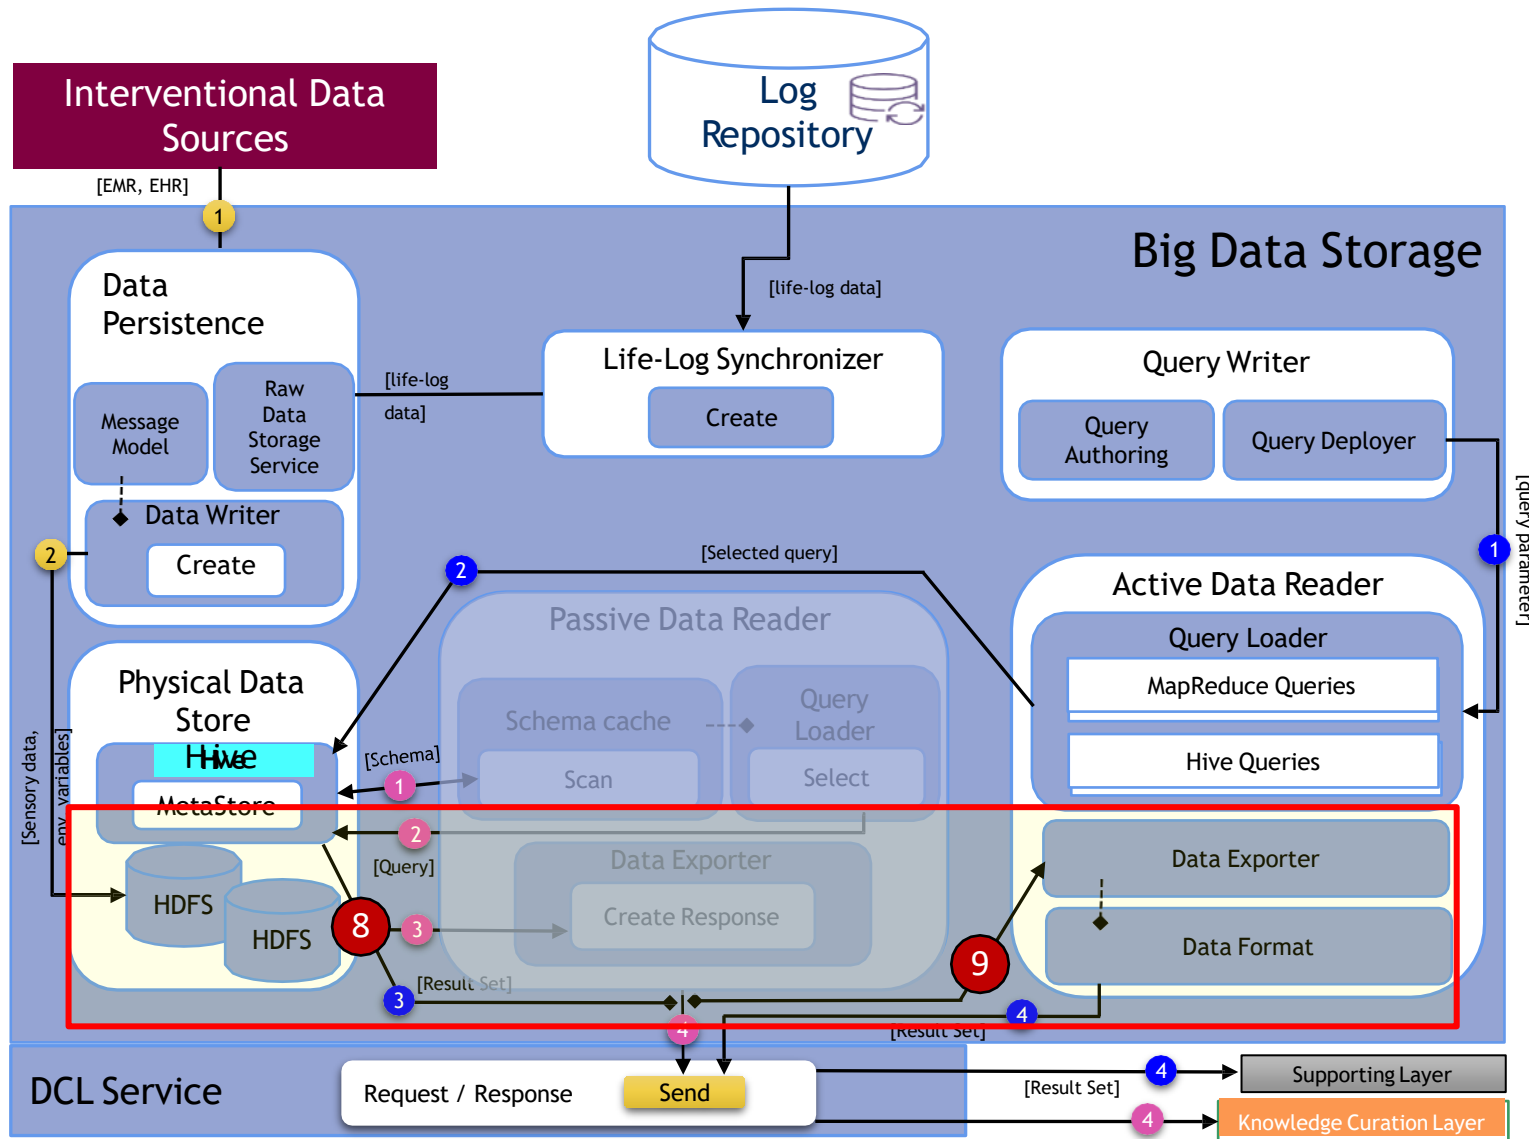 Interventional Data
Sources
[EMR, EHR]
1
Log
Repository
Big Data Storage
[life-log data]
Data
Persistence
Message
Model
Raw
Data
Storage
Service
Data Writer
Create
2
[life-log
data]
Life-Log Synchronizer
Create
Query Writer
Query
Authoring
Query Deployer
[query parameter]
1
[Selected query]
2
Active Data Reader
Query Loader
MapReduce Queries
Hive Queries
Data Exporter
Data Format
Passive Data Reader
Schema cache
Scan
Query
Loader
Select
Data Exporter
Create Response
Physical Data
Store
Hive
MetaStore
HDFS
HDFS
[Sensory data,
env_variables]
[Schema]
1
2
[Query]
8
3
3
[Result Set]
9
4
4
[Result Set]
DCL Service
Request / Response
Send
4
[Result Set]
Supporting Layer
4
Knowledge Curation Layer